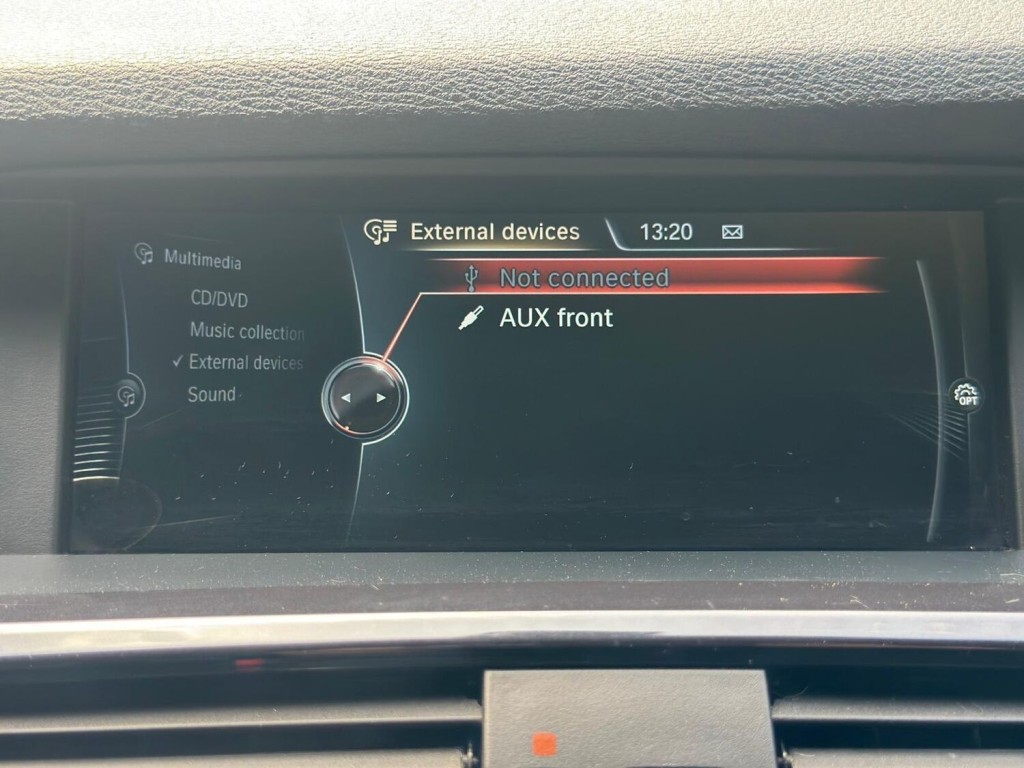 External devices 13:20
Multimedia
CD/DVD
Music collection
External devices
Sound
Not connected
AUX front
OPT